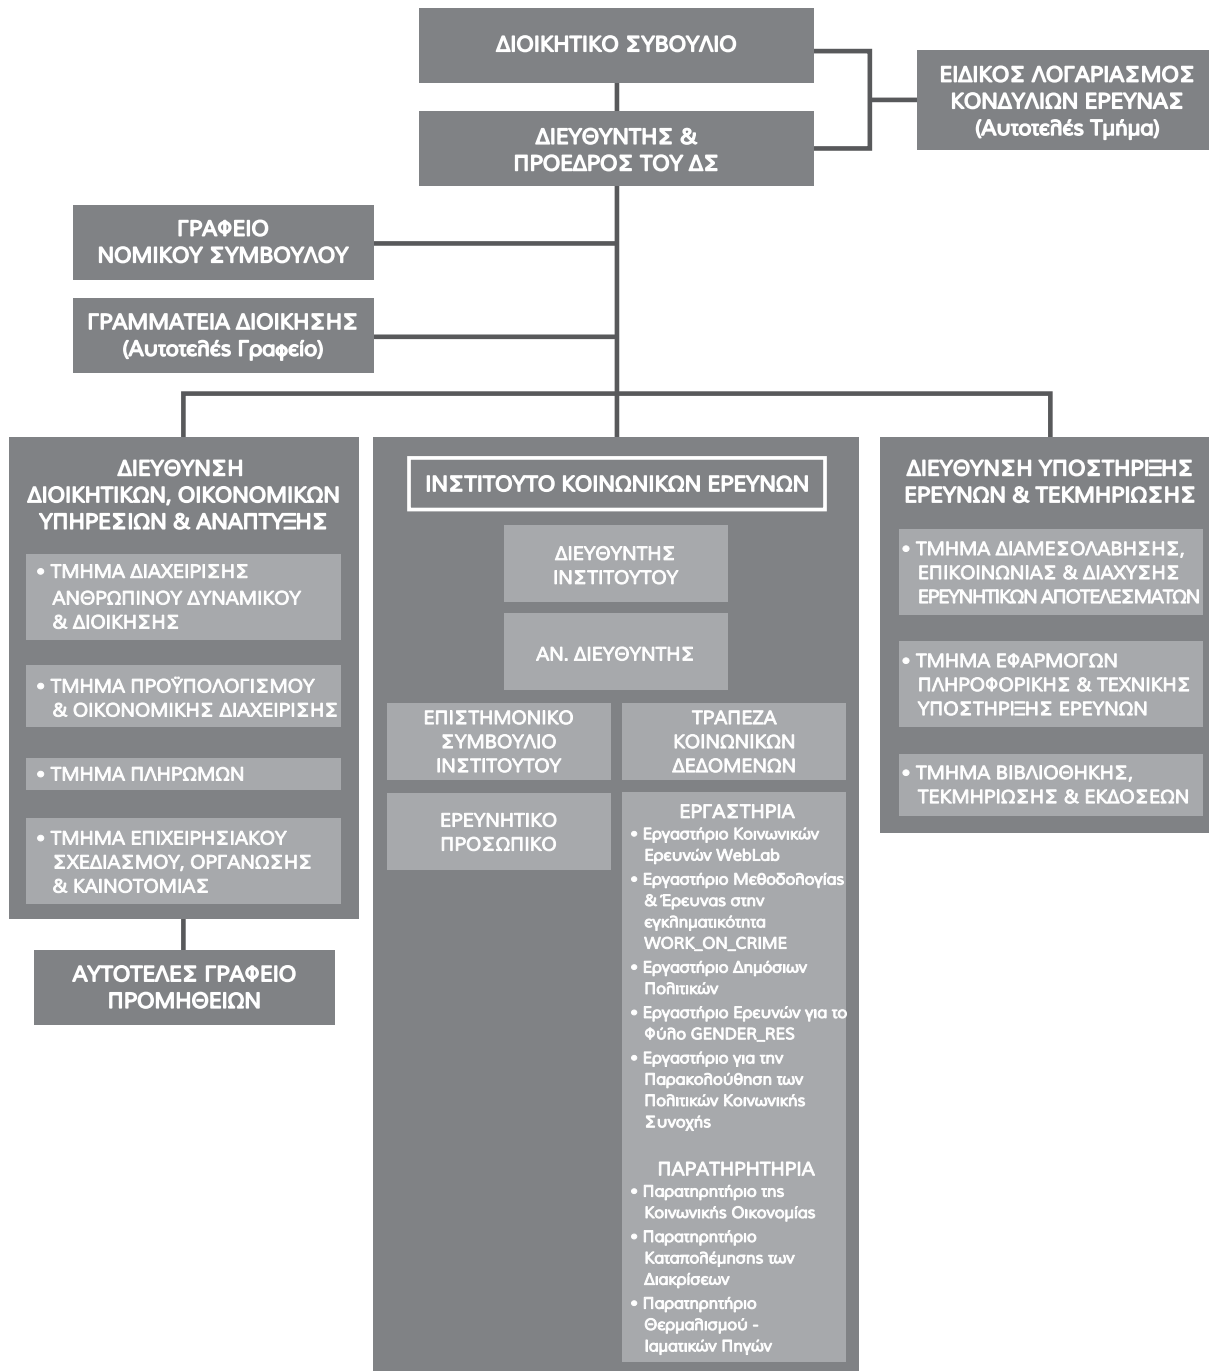 ΔΙΟΙΚΗΤΙΚΟ ΣΥΒΟΥΛΙΟ
ΕΙΔΙΚΟΣ ΛΟΓΑΡΙΑΣΜΟΣ
ΚΟΝΔΥΛΙΩΝ ΕΡΕΥΝΑΣ
(Αυτοτελές Τμήμα)
ΔΙΕΥΘΥΝΤΗΣ &
ΠΡΟΕΔΡΟΣ ΤΟΥ ΔΣ
ΓΡΑΦΕΙΟ
ΝΟΜΙΚΟΥ ΣΥΜΒΟΥΛΟΥ
ΓΡΑΜΜΑΤΕΙΑ ΔΙΟΙΚΗΣΗΣ
(Αυτοτελές Γραφείο)
ΔΙΕΥΘΥΝΣΗ
ΔΙΟΙΚΗΤΙΚΩΝ, ΟΙΚΟΝΟΜΙΚΩΝ
ΥΠΗΡΕΣΙΩΝ & ΑΝΑΠΤΥΞΗΣ
• ΤΜΗΜΑ ΔΙΑΧΕΙΡΙΣΗΣ
ΑΝΘΡΩΠΙΝΟΥ ΔΥΝΑΜΙΚΟΥ
& ΔΙΟΙΚΗΣΗΣ
• ΤΜΗΜΑ ΠΡΟΫΠΟΛΟΓΙΣΜΟΥ
& ΟΙΚΟΝΟΜΙΚΗΣ ΔΙΑΧΕΙΡΙΣΗΣ
• ΤΜΗΜΑ ΠΛΗΡΩΜΩΝ
• ΤΜΗΜΑ ΕΠΙΧΕΙΡΗΣΙΑΚΟΥ
ΣΧΕΔΙΑΣΜΟΥ, ΟΡΓΑΝΩΣΗΣ
& ΚΑΙΝΟΤΟΜΙΑΣ
ΑΥΤΟΤΕΛΕΣ ΓΡΑΦΕΙΟ
ΠΡΟΜΗΘΕΙΩΝ
ΙΝΣΤΙΤΟΥΤΟ ΚΟΙΝΩΝΙΚΩΝ ΕΡΕΥΝΩΝ
ΔΙΕΥΘΥΝΤΗΣ
ΙΝΣΤΙΤΟΥΤΟΥ
ΑΝ. ΔΙΕΥΘΥΝΤΗΣ
ΕΠΙΣΤΗΜΟΝΙΚΟ
ΣΥΜΒΟΥΛΙΟ
ΙΝΣΤΙΤΟΥΤΟΥ
ΕΡΕΥΝΗΤΙΚΟ
ΠΡΟΣΩΠΙΚΟ
ΤΡΑΠΕΖΑ
ΚΟΙΝΩΝΙΚΩΝ
ΔΕΔΟΜΕΝΩΝ
ΕΡΓΑΣΤΗΡΙΑ
• Εργαστήριο Κοινωνικών
Ερευνών WebLab
• Εργαστήριο Μεθοδολογίας
& Έρευνας στην
εγκληματικότητα
WORK_ON_CRIME
• Εργαστήριο Δημόσιων
Πολιτικών
• Εργαστήριο Ερευνών για το
Φύλο GENDER_RES
• Εργαστήριο για την
Παρακολούθηση των
Πολιτικών Κοινωνικής
Συνοχής
ΠΑΡΑΤΗΡΗΤΗΡΙΑ
• Παρατηρητήριο της
Κοινωνικής Οικονομίας
• Παρατηρητήριο
Καταπολέμησης των
Διακρίσεων
• Παρατηρητήριο
Θερμαλισμού -
Ιαματικών Πηγών
ΔΙΕΥΘΥΝΣΗ ΥΠΟΣΤΗΡΙΞΗΣ
ΕΡΕΥΝΩΝ & ΤΕΚΜΗΡΙΩΣΗΣ
• ΤΜΗΜΑ ΔΙΑΜΕΣΟΛΑΒΗΣΗΣ,
ΕΠΙΚΟΙΝΩΝΙΑΣ & ΔΙΑΧΥΣΗΣ
ΕΡΕΥΝΗΤΙΚΩΝ ΑΠΟΤΕΛΕΣΜΑΤΩΝ
• ΤΜΗΜΑ ΕΦΑΡΜΟΓΩΝ
ΠΛΗΡΟΦΟΡΙΚΗΣ & ΤΕΧΝΙΚΗΣ
ΥΠΟΣΤΗΡΙΞΗΣ ΕΡΕΥΝΩΝ
• ΤΜΗΜΑ ΒΙΒΛΙΟΘΗΚΗΣ,
ΤΕΚΜΗΡΙΩΣΗΣ & ΕΚΔΟΣΕΩΝ